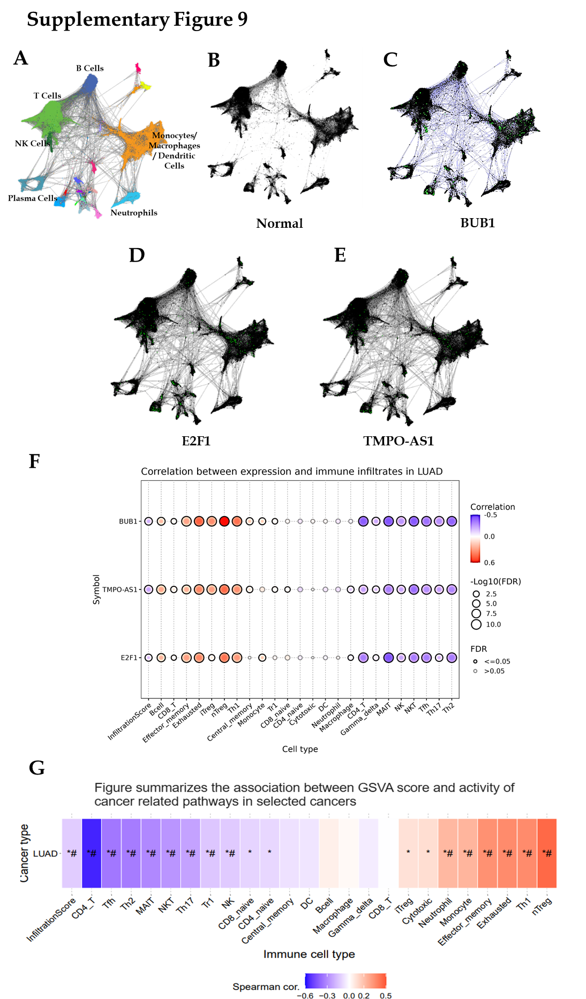 Supplementary Figure 9
A
B Cells
T Cells
NK Cells
Monocytes/
Macrophages
/ Dendritic
Cells
Plasma Cells
Neutrophils
B
Normal
C
BUB1
D
E2F1
E
TMPO-AS1
F
Correlation between expression and immune infiltrates in LUAD
Symbol
BUB1
TMPO-AS1
E2F1
InfiltrationScore
Bcell
CD8_T
Effector_memory
Exhausted
iTreg
nTreg
Th1
Central_memory
Monocyte
Tr1
CD8_naive
CD4_naive
Cytotoxic
DC
Neutrophil
Macrophage
CD4_T
Gamma_delta
MAIT
NK
NKT
Tfh
Th17
Th2
Cell type
Correlation
-0.5
0.0
0.6
-Log10(FDR)
2.5
5.0
7.5
10.0
FDR
<=0.05
>0.05
G
Figure summarizes the association between GSVA score and activity of
cancer related pathways in selected cancers
Cancer type
LUAD
*# *# *# *# *# *# *# *# *# * * * * *# *# *# *# *# *#
InfiltrationScore
CD4_T
Tfh
Th2
MAIT
NKT
Th17
Tr1
NK
CD8_naive
CD4_naive
Central_memory
DC
Bcell
Macrophage
Gamma_delta
CD8_T
iTreg
Cytotoxic
Neutrophil
Monocyte
Effector_memory
Exhausted
Th1
nTreg
Immune cell type
Spearman cor.
−0.6 −0.3 0.0 0.2 0.5